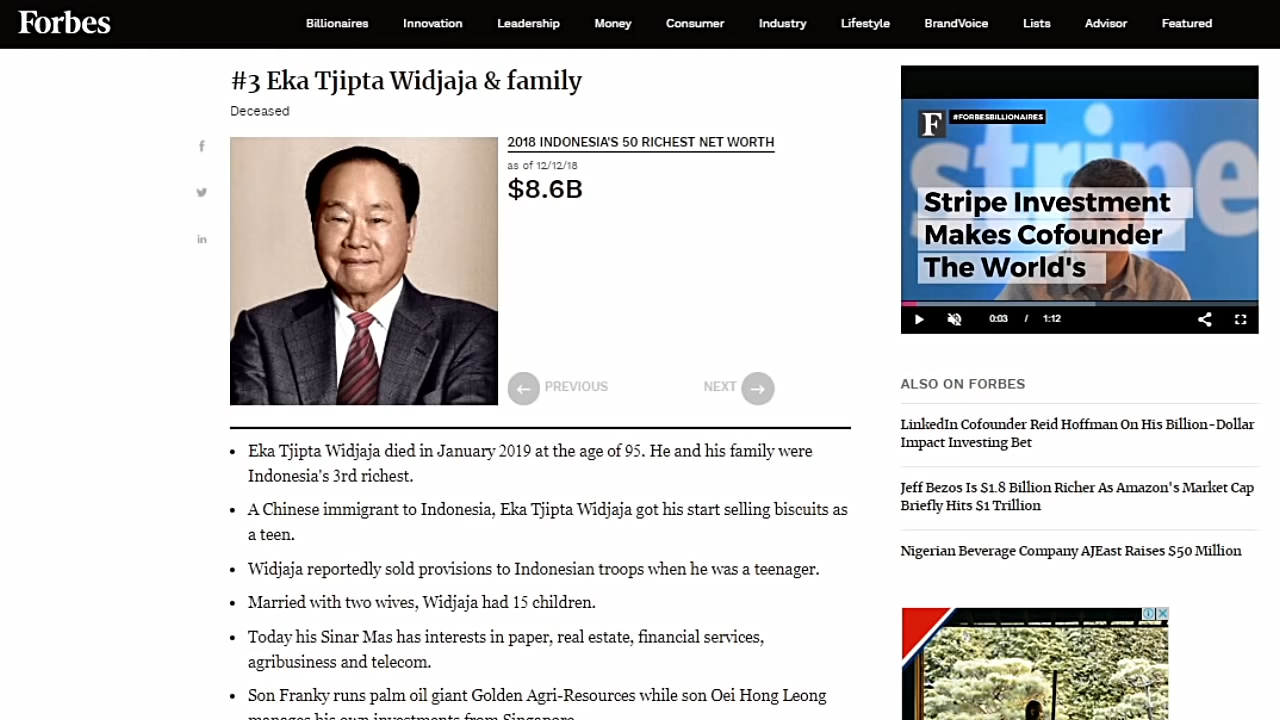 Forbes
Billionaires Innovation Leadership Money Consumer Industry Lifestyle BrandVoice Lists Advisor Featured
#3 Eka Tjipta Widjaja & family
Deceased
2018 INDONESIA'S 50 RICHEST NET WORTH
as of 12/12/18
$8.6B
PREVIOUS
NEXT
Eka Tjipta Widjaja died in January 2019 at the age of 95. He and his family were
Indonesia's 3rd richest.
A Chinese immigrant to Indonesia, Eka Tjipta Widjaja got his start selling biscuits as
a teen.
Widjaja reportedly sold provisions to Indonesian troops when he was a teenager.
Married with two wives, Widjaja had 15 children.
Today his Sinar Mas has interests in paper, real estate, financial services,
agribusiness and telecom.
Son Franky runs palm oil giant Golden Agri-Resources while son Oei Hong Leong
manages his own investments from Singapore.
F
#FORBESBILLIONAIRES
stripe
Stripe Investment
Makes Cofounder
The World's
0:03 / 1:12
ALSO ON FORBES
LinkedIn Cofounder Reid Hoffman On His Billion-Dollar
Impact Investing Bet
Jeff Bezos Is $1.8 Billion Richer As Amazon's Market Cap
Briefly Hits $1 Trillion
Nigerian Beverage Company AJEast Raises $50 Million